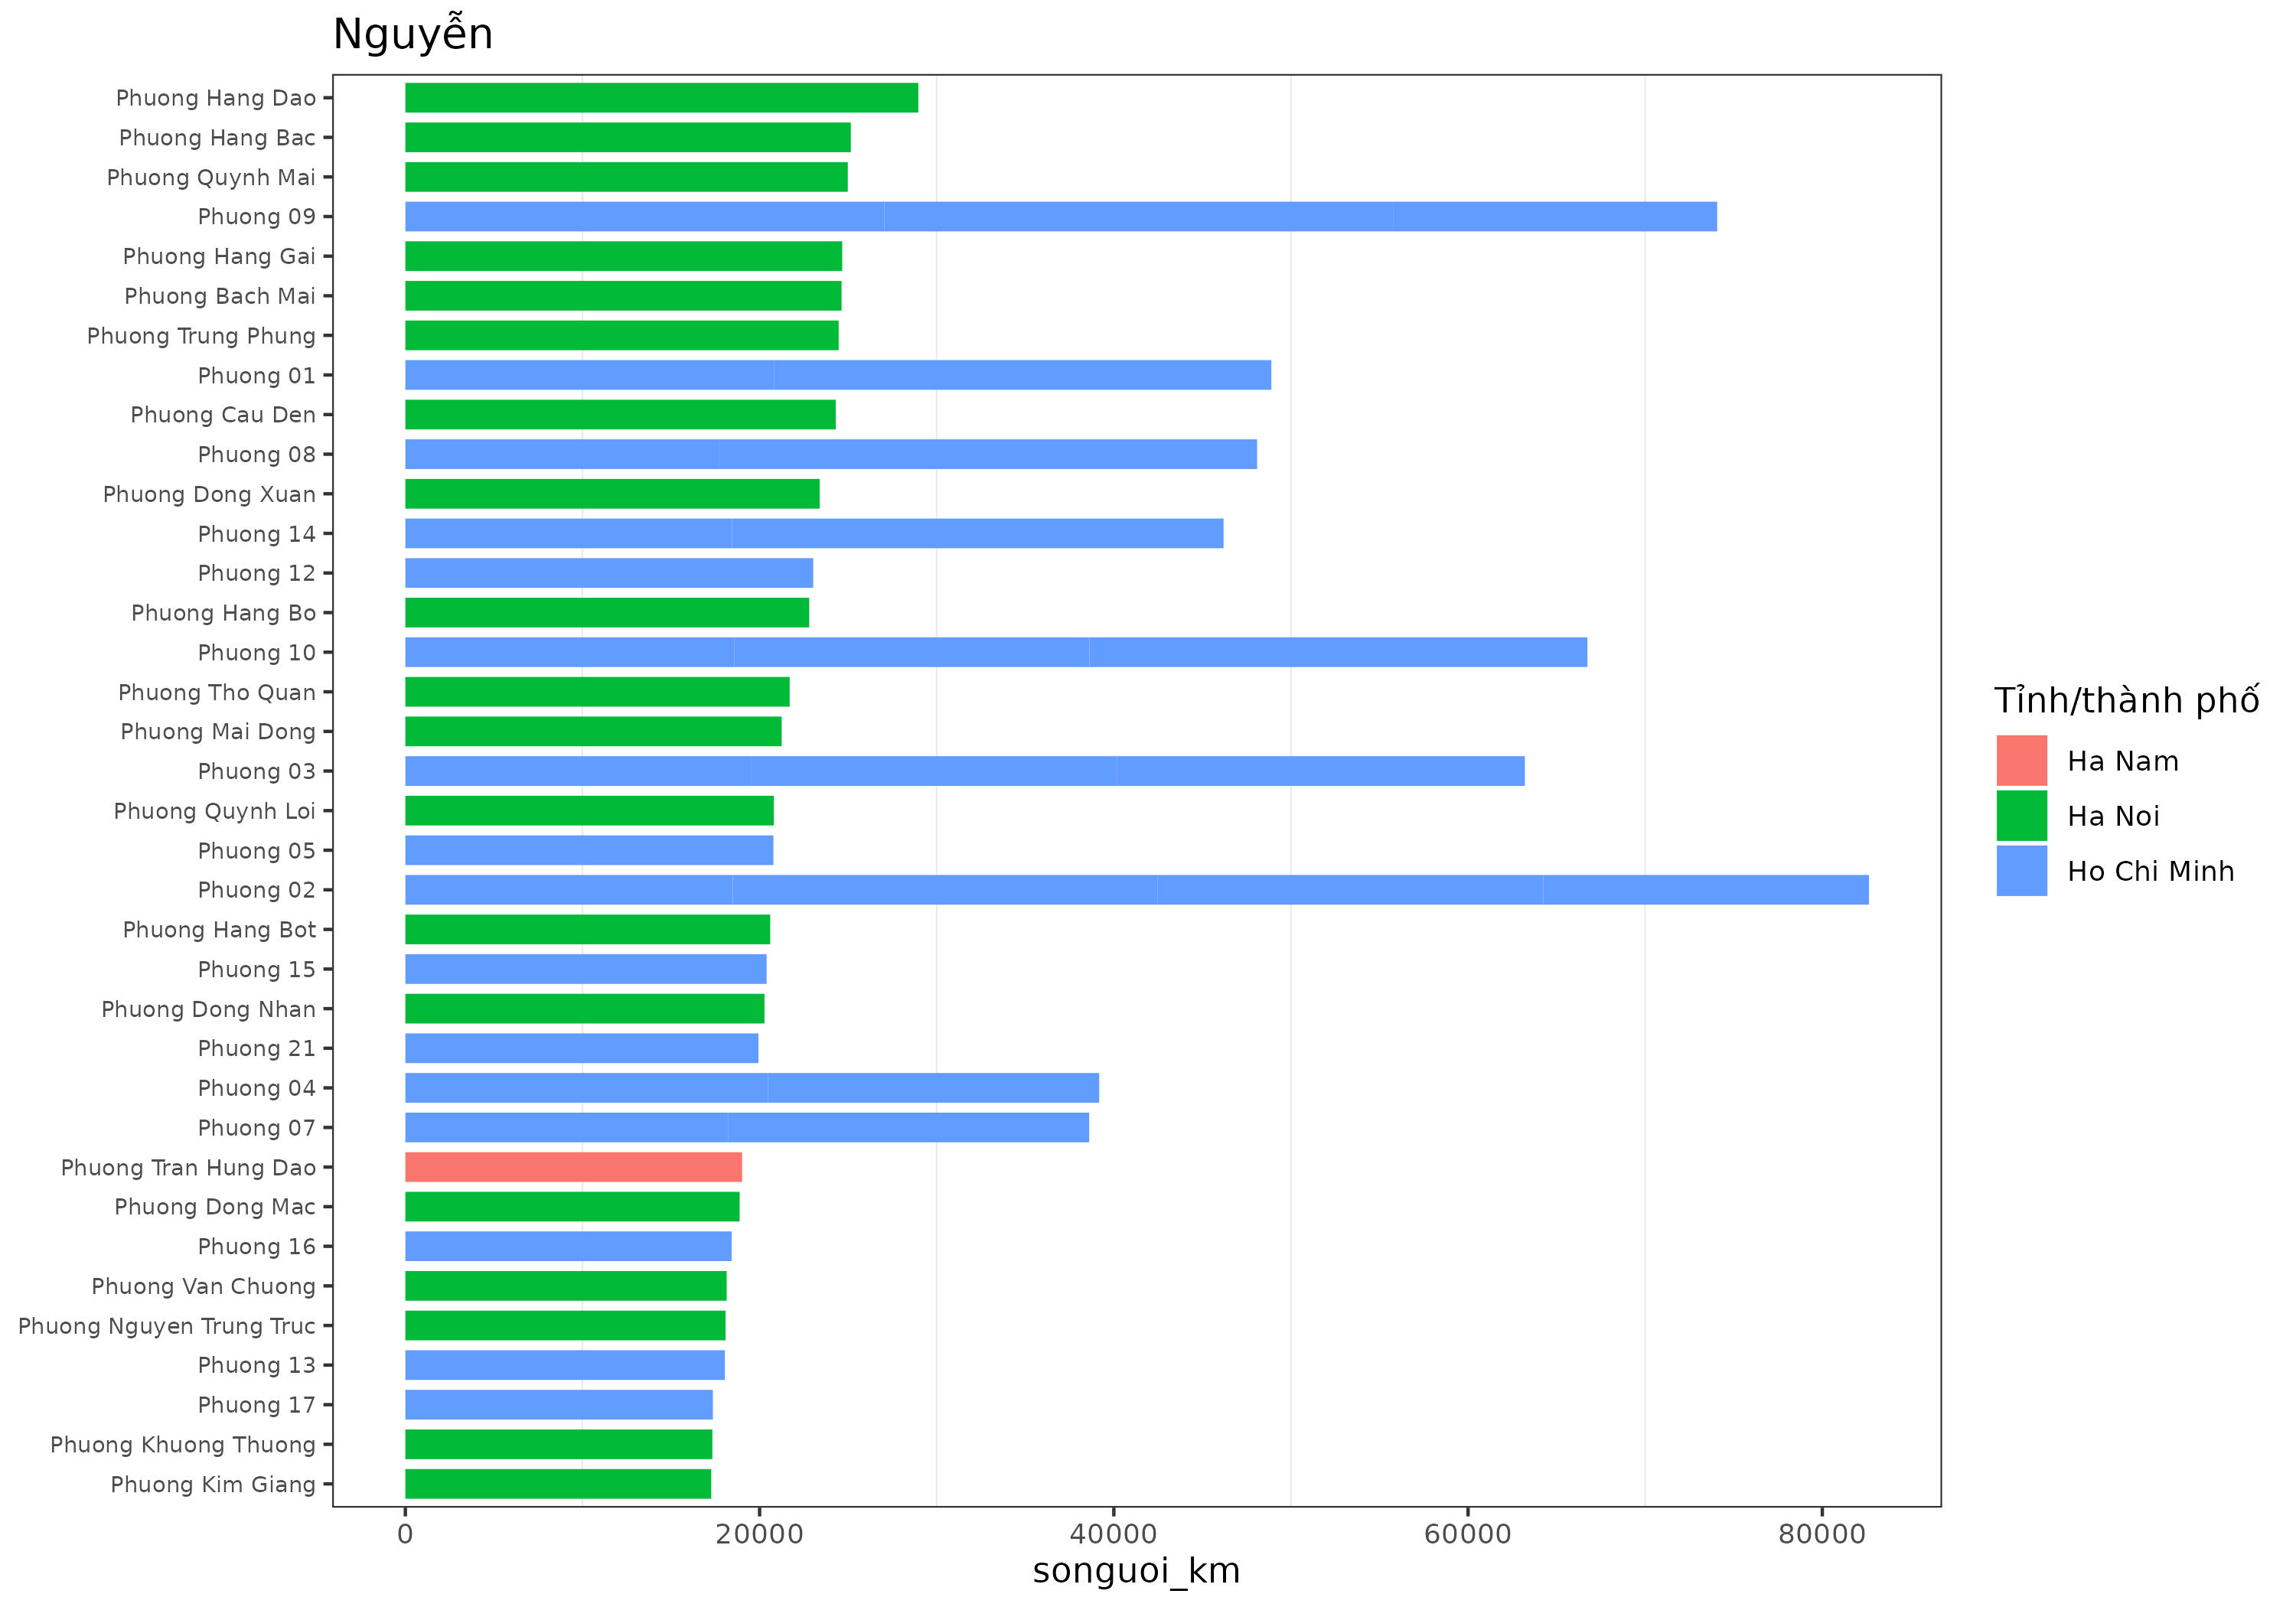 Nguyễn
Phuong Hang Dao
Phuong Hang Bac
Phuong Quynh Mai
Phuong 09
Phuong Hang Gai
Phuong Bach Mai
Phuong Trung Phung
Phuong 01
Phuong Cau Den
Phuong 08
Phuong Dong Xuan
Phuong 14
Phuong 12
Phuong Hang Bo
Phuong 10
Phuong Tho Quan
Phuong Mai Dong
Phuong 03
Phuong Quynh Loi
Phuong 05
Phuong 02
Phuong Hang Bot
Phuong 15
Phuong Dong Nhan
Phuong 21
Phuong 04
Phuong 07
Phuong Tran Hung Dao
Phuong Dong Mac
Phuong 16
Phuong Van Chuong
Phuong Nguyen Trung Truc
Phuong 13
Phuong 17
Phuong Khuong Thuong
Phuong Kim Giang
0 20000 40000 60000 80000
songuoi_km
Tỉnh/thành phố
Ha Nam
Ha Noi
Ho Chi Minh